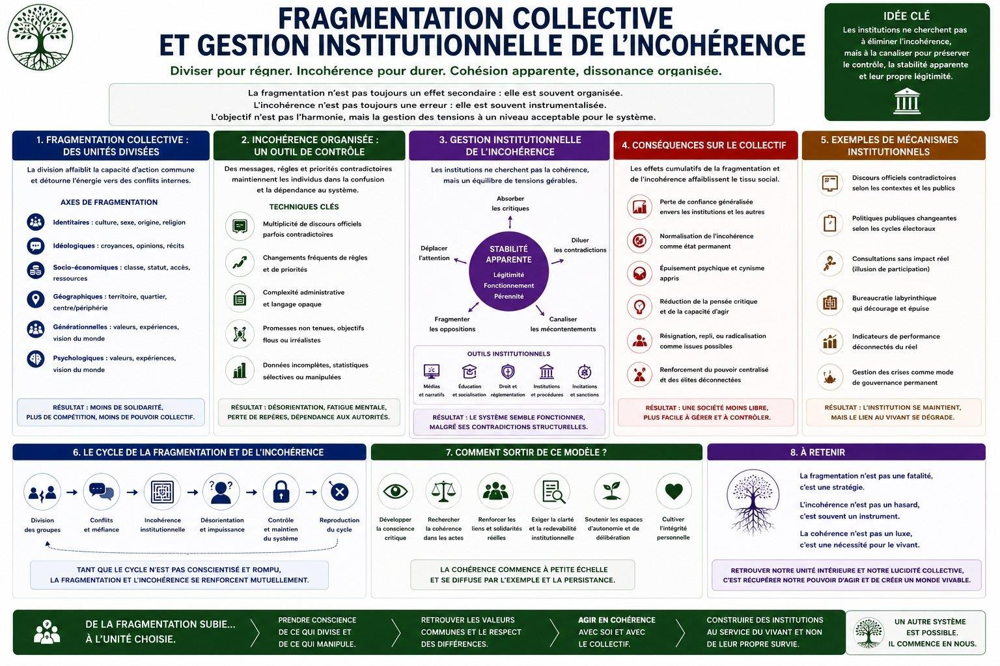 FRAGMENTATION COLLECTIVE
ET GESTION INSTITUTIONNELLE DE L'INCOHÉRENCE
Diviser pour régner. Incohérence pour durer. Cohésion apparente, dissonance organisée.
La fragmentation n'est pas toujours un effet secondaire : elle est souvent organisée.
L'incohérence n'est pas toujours une erreur : elle est souvent instrumentalisée.
L'objectif n'est pas l'harmonie, mais la gestion des tensions à un niveau acceptable pour le système.
IDÉE CLÉ
Les institutions ne cherchent pas
à éliminer l'incohérence,
mais à la canaliser pour préserver
le contrôle, la stabilité apparente
et leur propre légitimité.
1. FRAGMENTATION COLLECTIVE :
DES UNITÉS DIVISÉES
La division affaiblit la capacité d'action commune
et détourne l'énergie vers des conflits internes.
AXES DE FRAGMENTATION
Identitaires : culture, sexe, origine, religion
Idéologiques : croyances, opinions, récits
Socio-économiques : classe, statut, accès,
ressources
Géographiques : territoire, quartier,
centre/périphérie
Générationnelles : valeurs, expériences,
vision du monde
Psychologiques : valeurs, expériences,
vision du monde
RÉSULTAT : MOINS DE SOLIDARITÉ,
PLUS DE COMPÉTITION, MOINS DE POUVOIR COLLECTIF.
2. INCOHÉRENCE ORGANISÉE :
UN OUTIL DE CONTRÔLE
Des messages, régles et priorités contradictoires
maintiennent les individus dans la confusion
et la dépendance au système.
TECHNIQUES CLÉS
Multiplicité de discours officiels
parfois contradictoires
Changements fréquents de règles
et de priorités
Complexité administrative
et langage opaque
Promesses non tenues, objectifs
flous ou irréalistes
Données incomplètes, statistiques
sélectives ou manipulées
RÉSULTAT : DÉSORIENTATION, FATIGUE MENTALE,
PERTE DE REPÉRES, DÉPENDANCE AUX AUTORITÉS.
3. GESTION INSTITUTIONNELLE
DE L'INCOHÉRENCE
Les institutions ne cherchent pas la cohérence,
mais un équilibre de tensions gérables.
Absorber
les critiques
Déplacer
l'attention
Diluer
les contradictions
STABILITÉ
APPARENTE
Légitimité
Fonctionnement
Pérennité
Fragmenter
les oppositions
Canaliser
les mécontentements
OUTILS INSTITUTIONNELS
Médias
et narratifs
Éducation
et socialisation
Droit et
réglementation
Institutions
et procédures
Incitations
et sanctions
RÉSULTAT : LE SYSTÈME SEMBLE FONCTIONNER,
MALGRÉ SES CONTRADICTIONS STRUCTURELLES.
4. CONSÉQUENCES SUR LE COLLECTIF
Les effets cumulatifs de la fragmentation et
de l'incohérence affaiblissent le tissu social.
Perte de confiance généralisée
envers les institutions et les autres
Normalisation de l'incohérence
comme état permanent
Épuisement psychique et cynisme
appris
Réduction de la pensée critique
et de la capacité d'agir
Résignation, repli, ou radicalisation
comme issues possibles
Renforcement du pouvoir centralisé
et des élites déconnectées
RÉSULTAT : UNE SOCIÉTÉ MOINS LIBRE,
PLUS FACILE À GÉRER ET À CONTRÔLER.
5. EXEMPLES DE MÉCANISMES
INSTITUTIONNELS
Discours officiels contradictoires
selon les contextes et les publics
Politiques publiques changeantes
selon les cycles électoraux
Consultations sans impact réel
(illusion de participation)
Bureaucratie labyrinthique
qui décourage et épuise
Indicateurs de performance
déconnectés du réel
Gestion des crises comme mode
de gouvernance permanent
RÉSULTAT : L'INSTITUTION SE MAINTIENT,
MAIS LE LIEN AU VIVANT SE DÉGRADE.
6. LE CYCLE DE LA FRAGMENTATION ET DE L'INCOHÉRENCE
Division
des groupes
Conflits
et méfiance
Incohérence
institutionnelle
? ?
Désorientation
et impuissance
Contrôle
et maintien
du système
Reproduction
du cycle
TANT QUE LE CYCLE N'EST PAS CONSCIENTISÉ ET ROMPU,
LA FRAGMENTATION ET L'INCOHÉRENCE SE RENFORCENT MUTUELLEMENT.
7. COMMENT SORTIR DE CE MODÈLE ?
Développer
la conscience
critique
Rechercher
la cohérence
dans les actes
Renforcer les
liens et solidarités
réelles
Exiger la clarté
et la redevabilité
institutionnelle
Soutenir les espaces
d'autonomie et de
délibération
Cultiver
l'intégrité
personnelle
LA COHÉRENCE COMMENCE À PETITE ÉCHELLE
ET SE DIFFUSE PAR L'EXEMPLE ET LA PERSISTANCE.
8. À RETENIR
La fragmentation n'est pas une fatalité,
c'est une stratégie.
L'incohérence n'est pas un hasard,
c'est souvent un instrument.
La cohérence n'est pas un luxe,
c'est une nécessité pour le vivant.
RETROUVER NOTRE UNITÉ INTÉRIEURE ET NOTRE LUCIDITÉ COLLECTIVE,
C'EST RÉCUPÉRER NOTRE POUVOIR D'AGIR ET DE CRÉER UN MONDE VIVABLE.
DE LA FRAGMENTATION SUBIE...
À L'UNITÉ CHOISIE.
PRENDRE CONSCIENCE
DE CE QUI DIVISE ET
DE CE QUI MANIPULE.
RETROUVER LES VALEURS
COMMUNES ET LE RESPECT
DES DIFFÉRENCES.
AGIR EN COHÉRENCE
AVEC SOI ET AVEC
LE COLLECTIF.
CONSTRUIRE DES INSTITUTIONS
AU SERVICE DU VIVANT ET NON
DE LEUR PROPRE SURVIE.
UN AUTRE SYSTÈME
EST POSSIBLE.
IL COMMENCE EN NOUS.